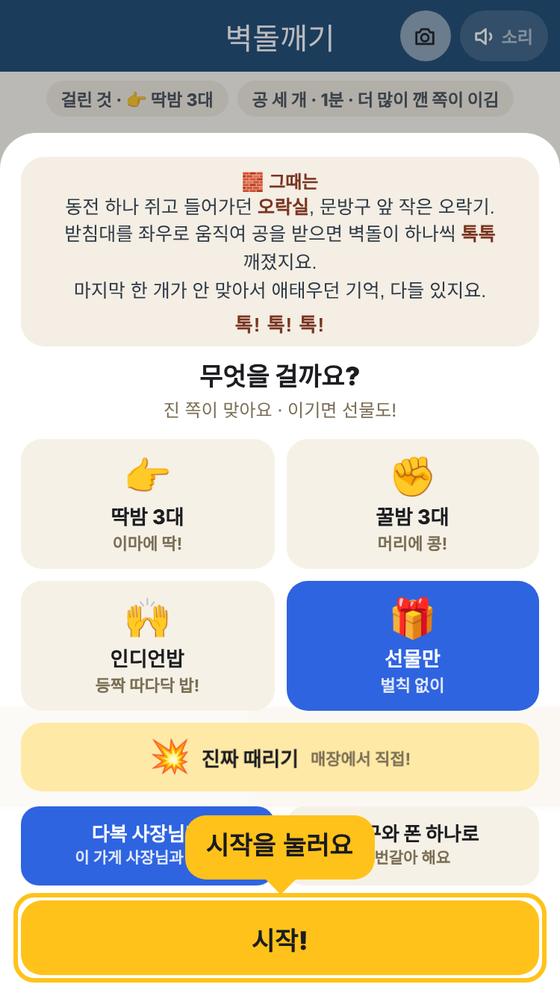 벽돌깨기
소리
걸린 것 · 👉 딱밤 3대
공 세 개 · 1분 · 더 많이 깬 쪽이 이김
🧱 그때는
동전 하나 쥐고 들어가던 오락실, 문방구 앞 작은 오락기.
받침대를 좌우로 움직여 공을 받으면 벽돌이 하나씩 톡톡
깨졌지요.
마지막 한 개가 안 맞아서 애태우던 기억, 다들 있지요.
톡! 톡! 톡!
무엇을 걸까요?
진 쪽이 맞아요 · 이기면 선물도!
딱밤 3대
이마에 딱!
꿀밤 3대
머리에 콩!
인디언밥
등짝 따다닥 밥!
선물만
벌칙 없이
진짜 때리기 매장에서 직접!
다복 사장님
이 가게 사장님과
와 폰 하나로
번갈아 해요
시작을 눌러요
시작!